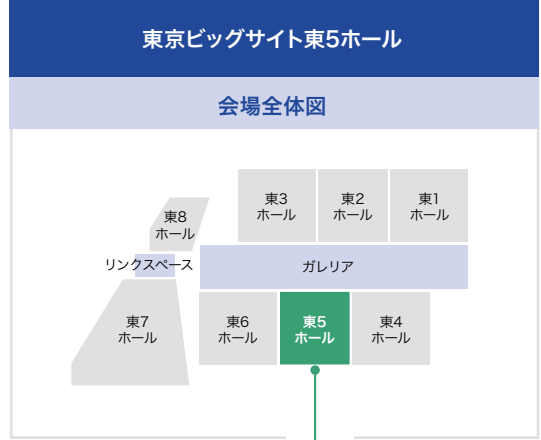 東京ビッグサイト東5ホール
会場全体図
東3
ホール
東2
ホール
東1
ホール
東8
ホール
リンクスペース
ガレリア
東7
ホール
東6
ホール
東5
ホール
東4
ホール